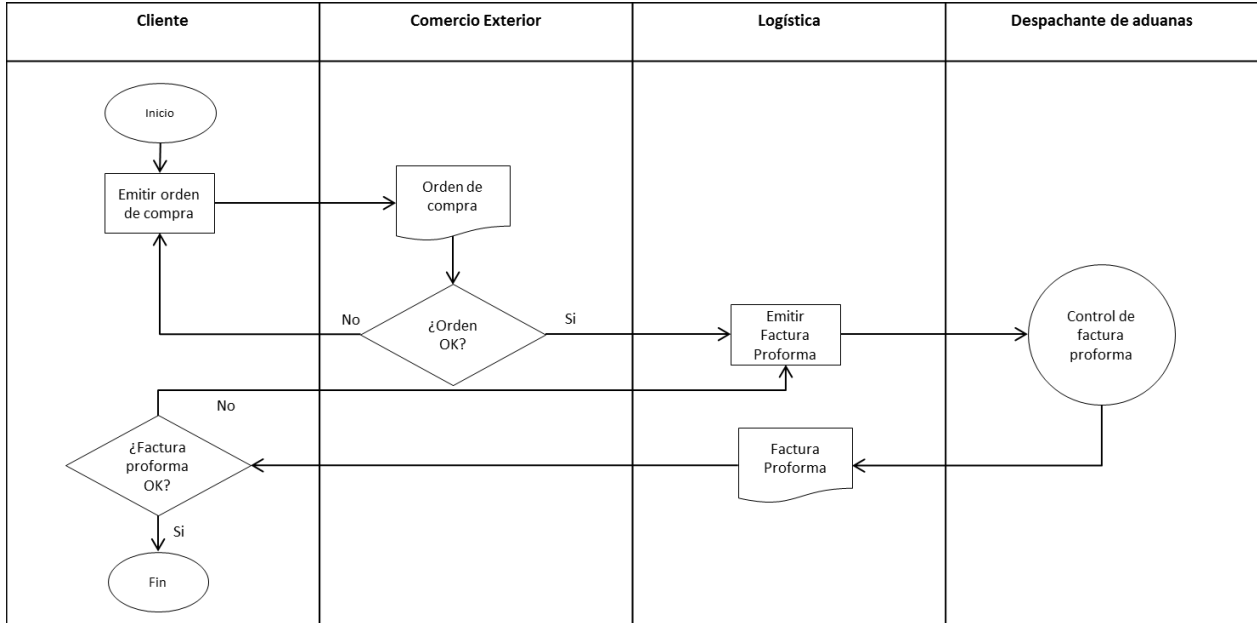 Cliente
Comercio Exterior
Logística
Despachante de aduanas
Inicio
Emitir orden
de compra
Orden de
compra
No
¿Orden
OK?
Si
Emitir
Factura
Proforma
Control de
factura
proforma
No
¿Factura
proforma
OK?
Factura
Proforma
Si
Fin